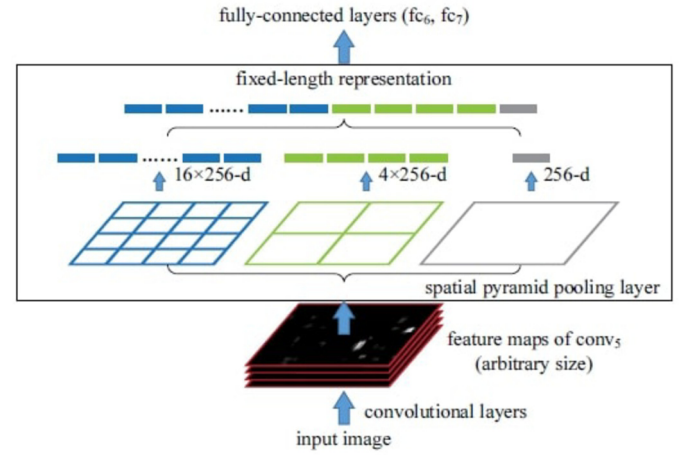 fully-connected layers (fc₆, fc₇)
fixed-length representation
......
......
16×256-d
4×256-d
256-d
spatial pyramid pooling layer
feature maps of conv₅
(arbitrary size)
convolutional layers
input image